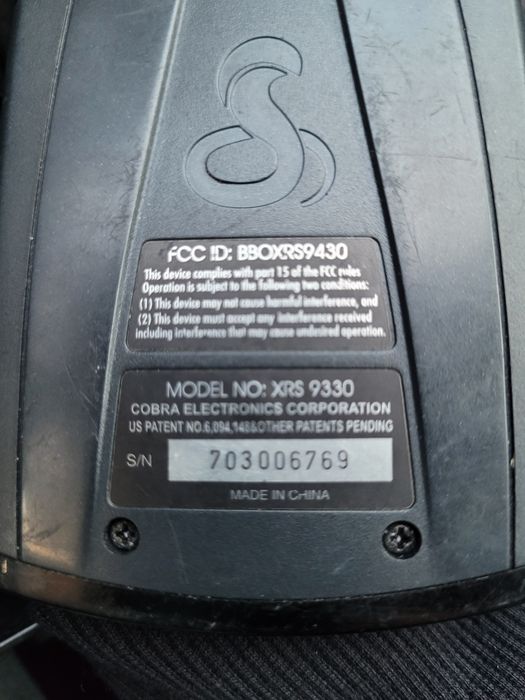 FCC ID: BBOXRS9430
This device complies with part 15 of the FCC rules
Operation is subject to the following two conditions:
(1) This device may not cause harmful interference, and
(2) This device must accept any interference received
including interference that may cause undesired operation.
MODEL NO: XRS 9330
COBRA ELECTRONICS CORPORATION
US PATENT NO.6,094,148&OTHER PATENTS PENDING
S/N 703006769
MADE IN CHINA